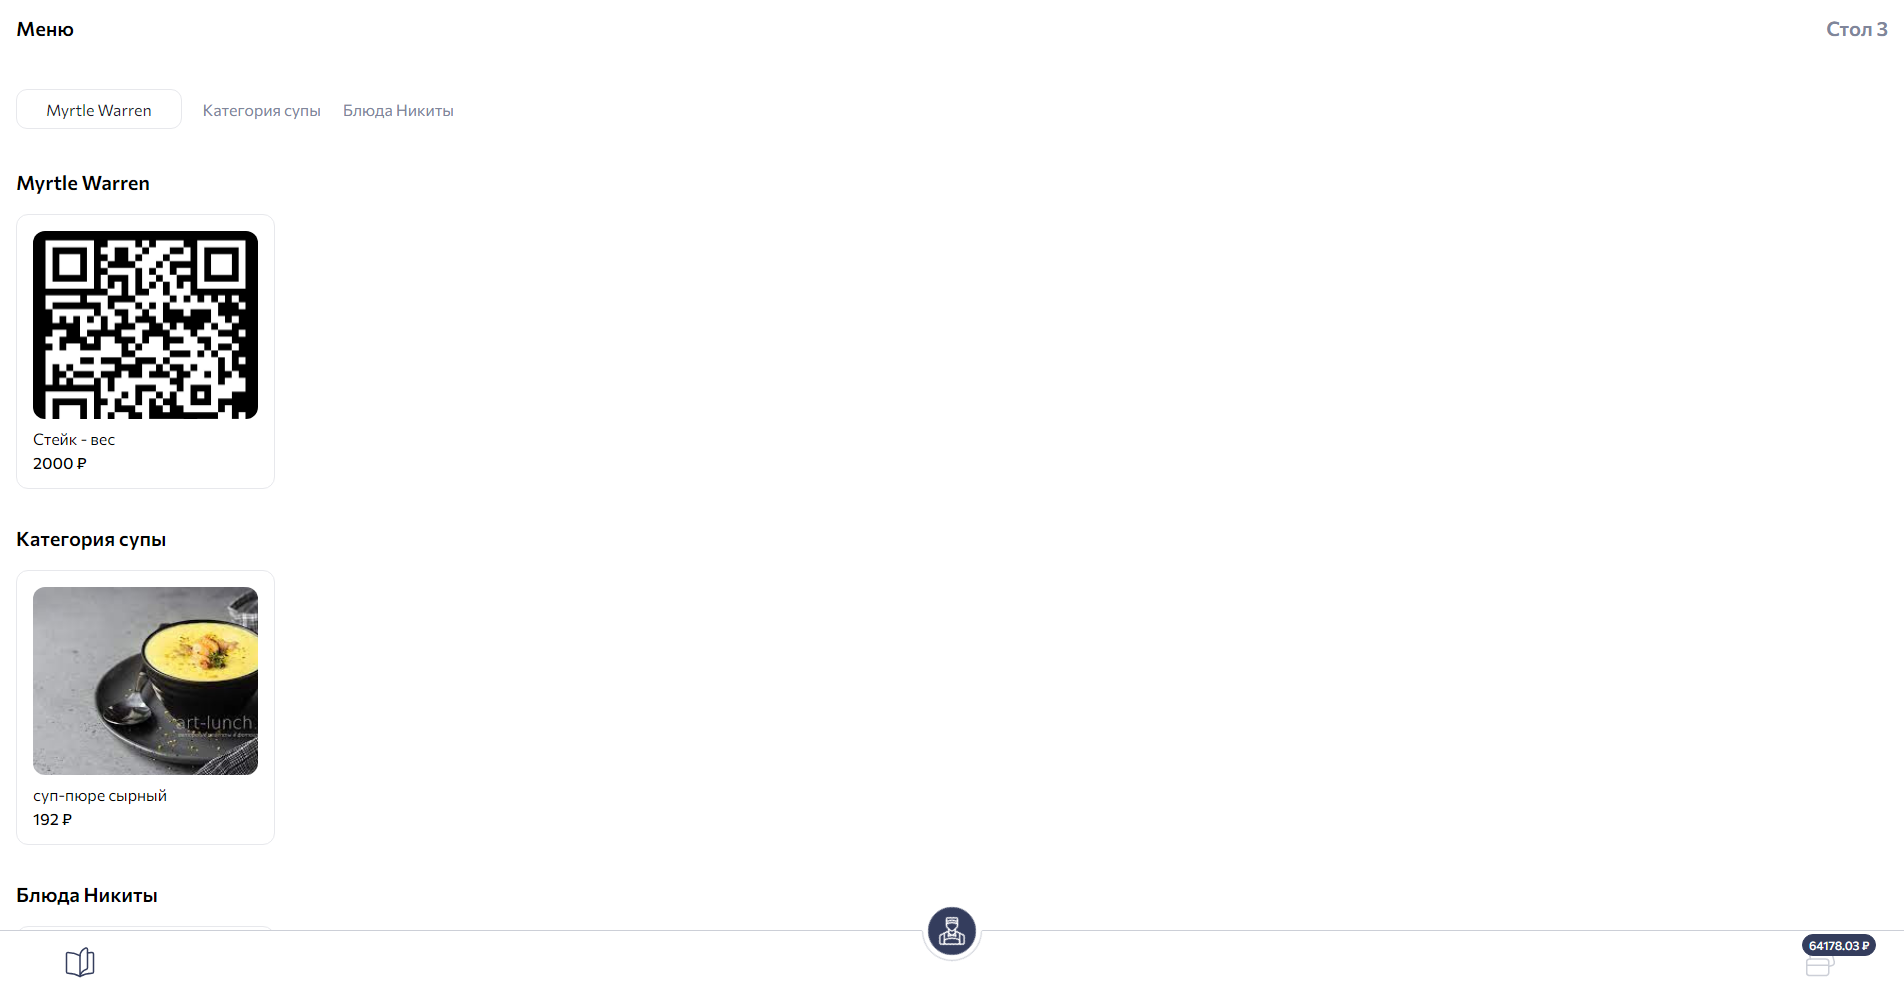 Меню
Стол 3
Myrtle Warren
Категория супы
Блюда Никиты
Myrtle Warren
Стейк - вес
2000 ₽
Категория супы
art-lunch.
суп-пюре сырный
192 ₽
Блюда Никиты
64178.03 ₽